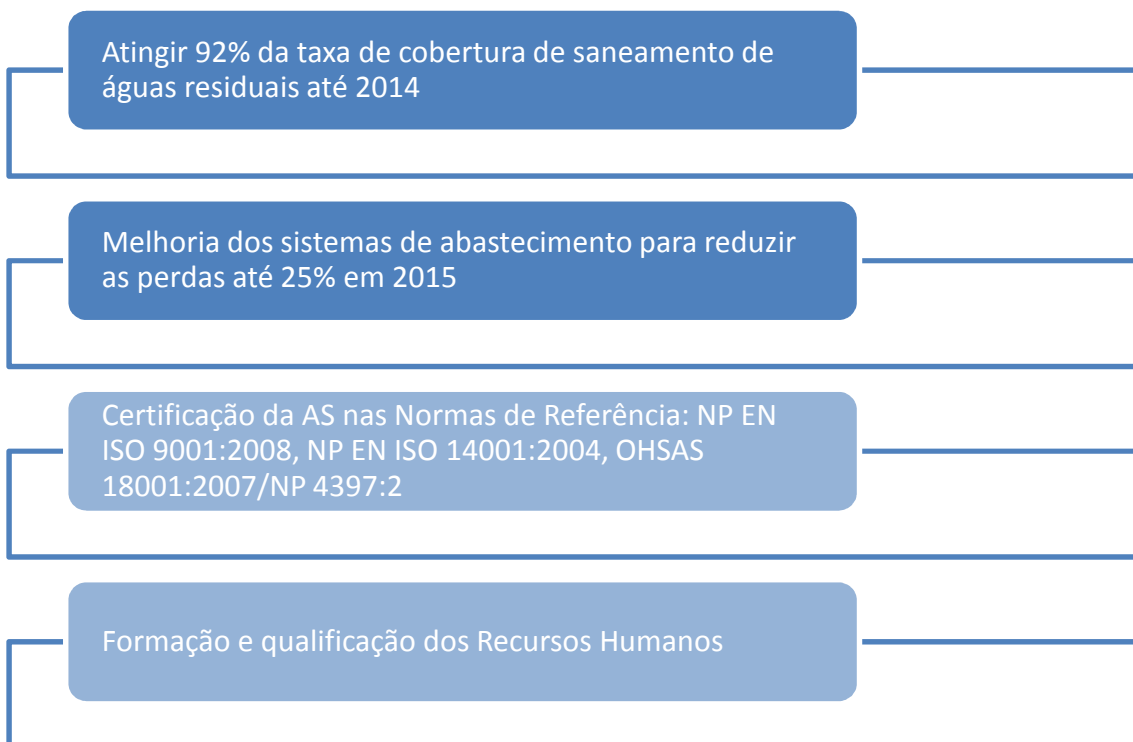 Atingir 92% da taxa de cobertura de saneamento de
águas residuais até 2014
Melhoria dos sistemas de abastecimento para reduzir
as perdas até 25% em 2015
Certificação da AS nas Normas de Referência: NP EN
ISO 9001:2008, NP EN ISO 14001:2004, OHSAS
18001:2007/NP 4397:2
Formação e qualificação dos Recursos Humanos